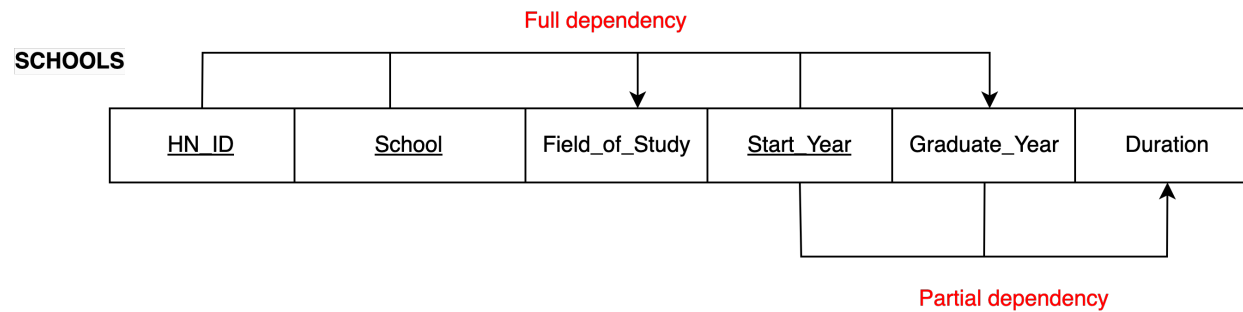 Full dependency
SCHOOLS
HN_ID School Field_of_Study Start_Year Graduate_Year Duration
Partial dependency